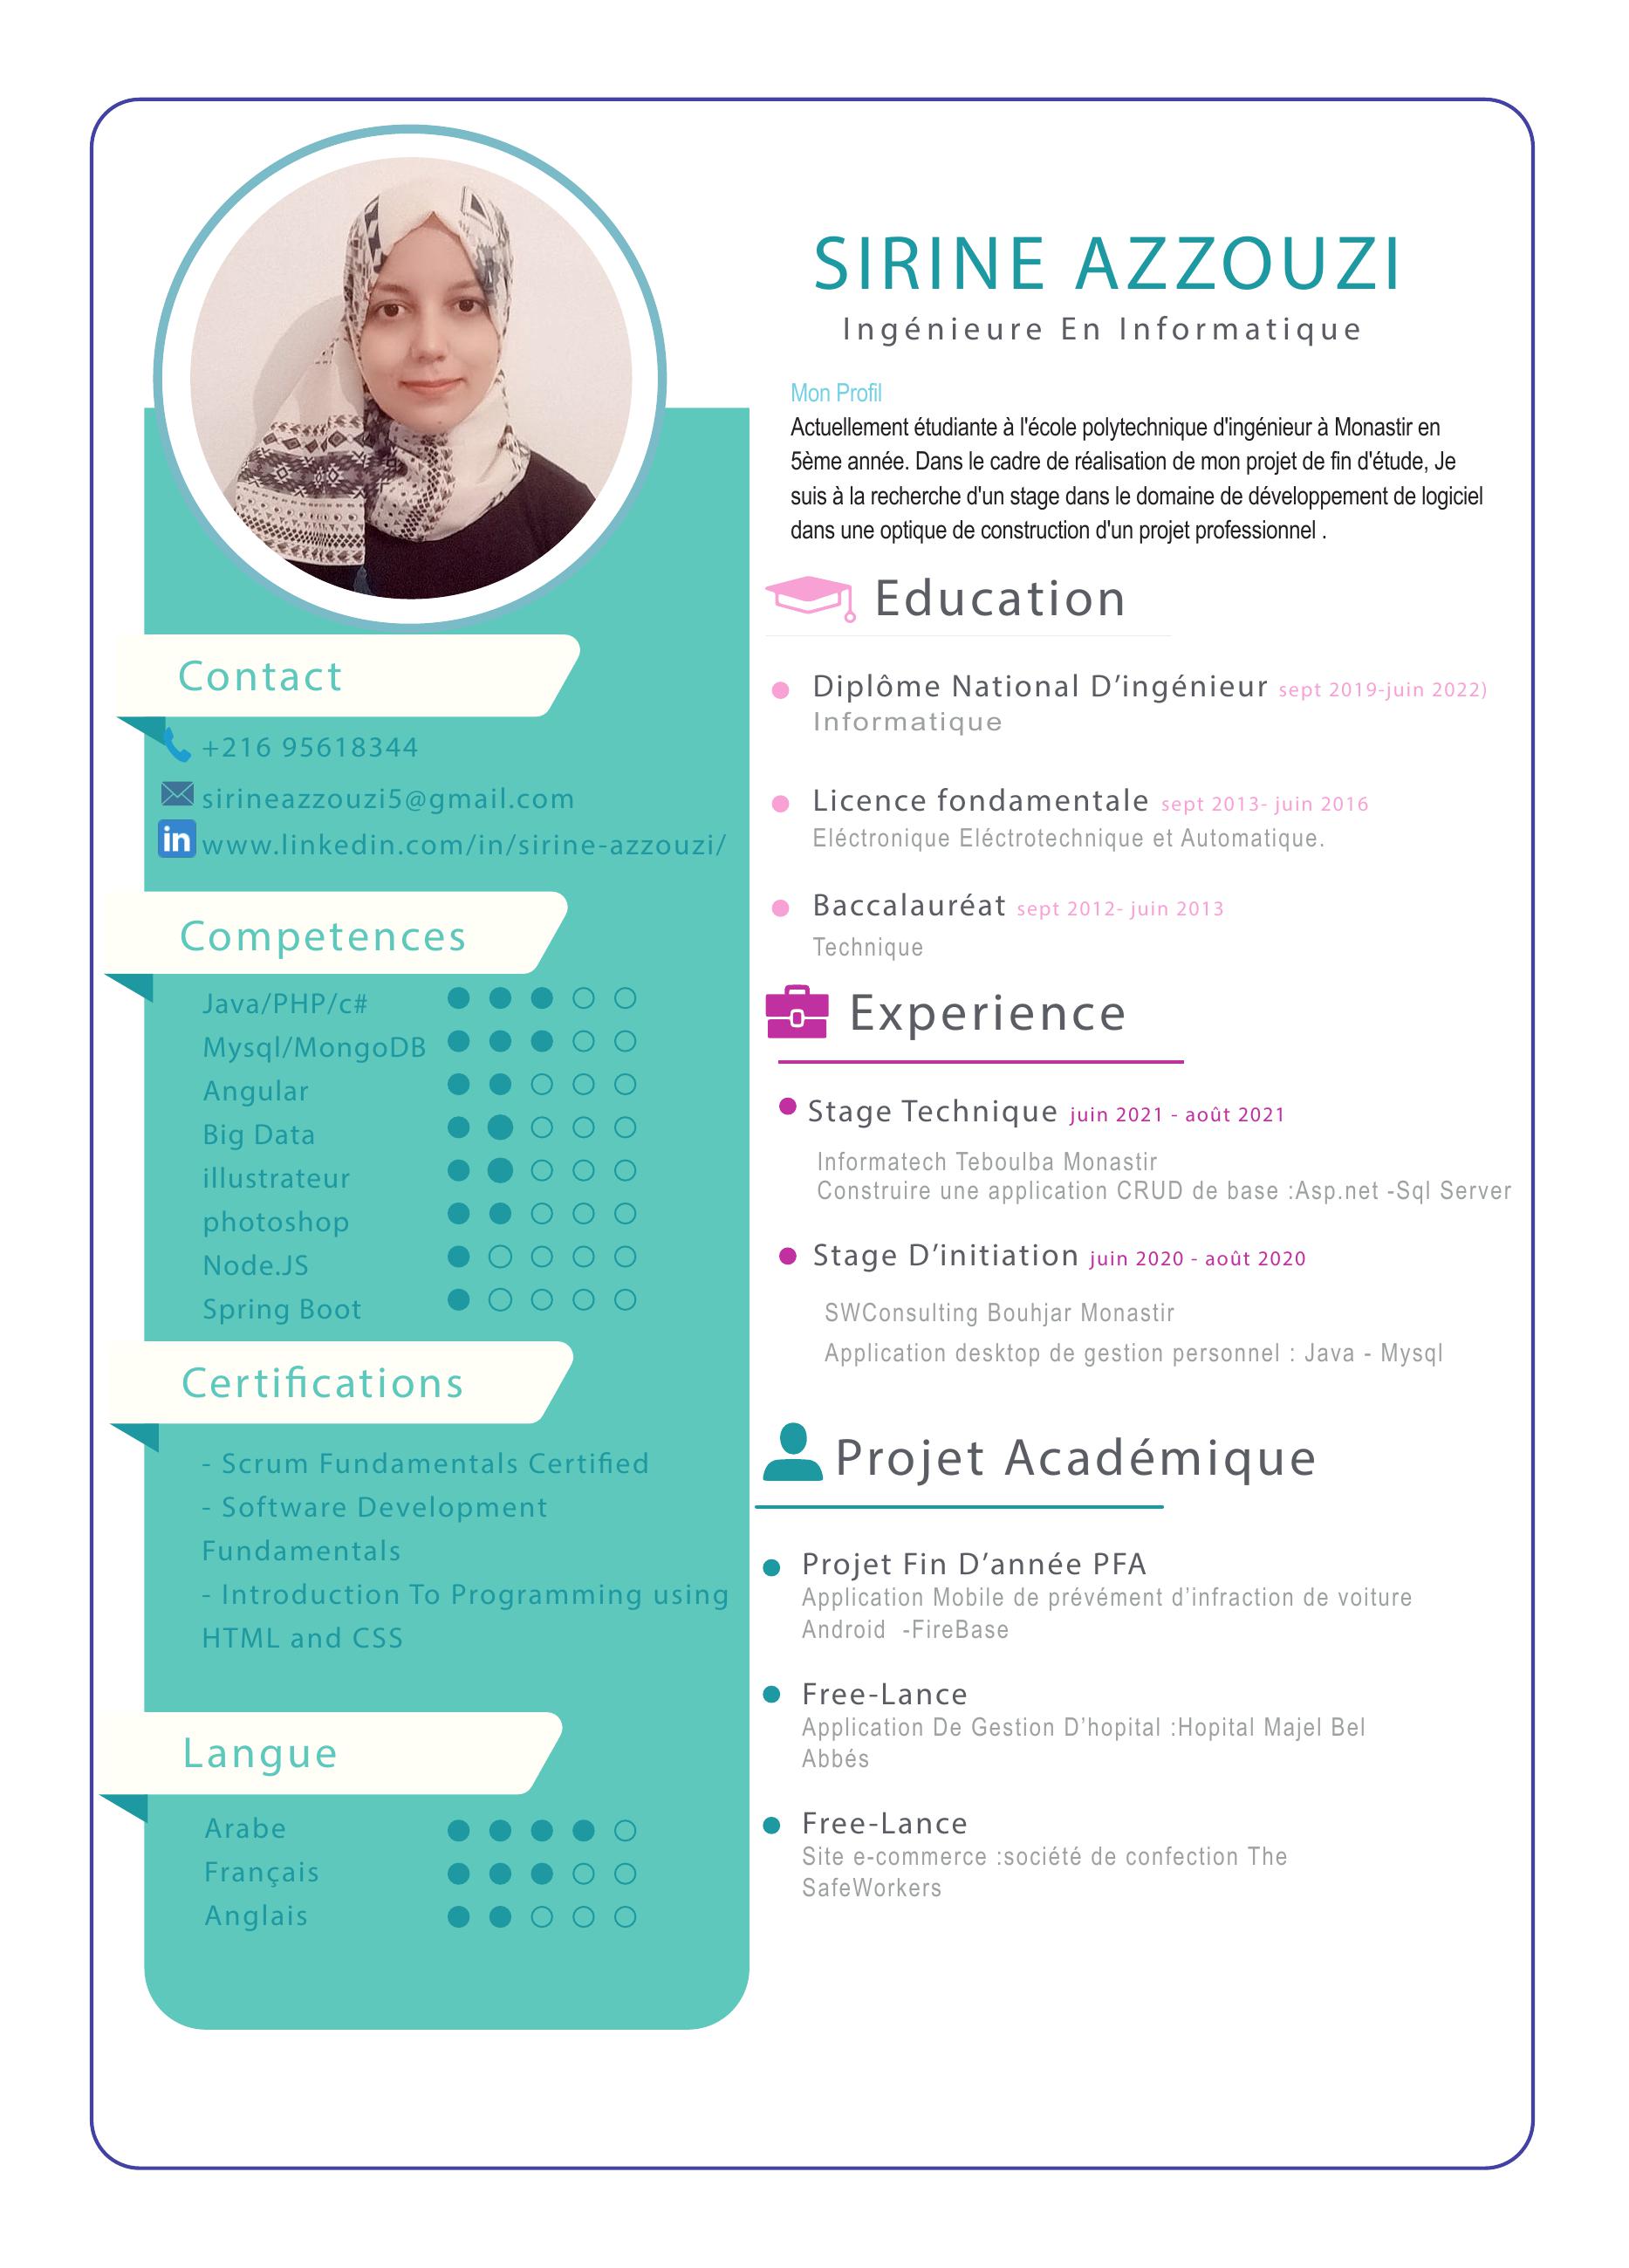 SIRINE AZZOUZI
Ingénieure En Informatique
Mon Profil
Actuellement étudiante à l'école polytechnique d'ingénieur à Monastir en
5ème année. Dans le cadre de réalisation de mon projet de fin d'étude, Je
suis à la recherche d'un stage dans le domaine de développement de logiciel
dans une optique de construction d'un projet professionnel .
Contact
+216 95618344
sirineazzouzi5@gmail.com
in www.linkedin.com/in/sirine-azzouzi/
Competences
Java/PHP/c#
Mysql/MongoDB
Angular
Big Data
illustrateur
photoshop
Node.JS
Spring Boot
Certifications
- Scrum Fundamentals Certified
- Software Development
Fundamentals
- Introduction To Programming using
HTML and CSS
Langue
Arabe
Français
Anglais
Education
Diplôme National D’ingénieur sept 2019-juin 2022)
Informatique
Licence fondamentale sept 2013- juin 2016
Eléctronique Eléctrotechnique et Automatique.
Baccalauréat sept 2012- juin 2013
Technique
Experience
Stage Technique juin 2021 - août 2021
Informatech Teboulba Monastir
Construire une application CRUD de base :Asp.net -Sql Server
Stage D’initiation juin 2020 - août 2020
SWConsulting Bouhjar Monastir
Application desktop de gestion personnel : Java - Mysql
Projet Académique
Projet Fin D’année PFA
Application Mobile de prévément d’infraction de voiture
Android -FireBase
Free-Lance
Application De Gestion D’hopital :Hopital Majel Bel
Abbés
Free-Lance
Site e-commerce :société de confection The
SafeWorkers